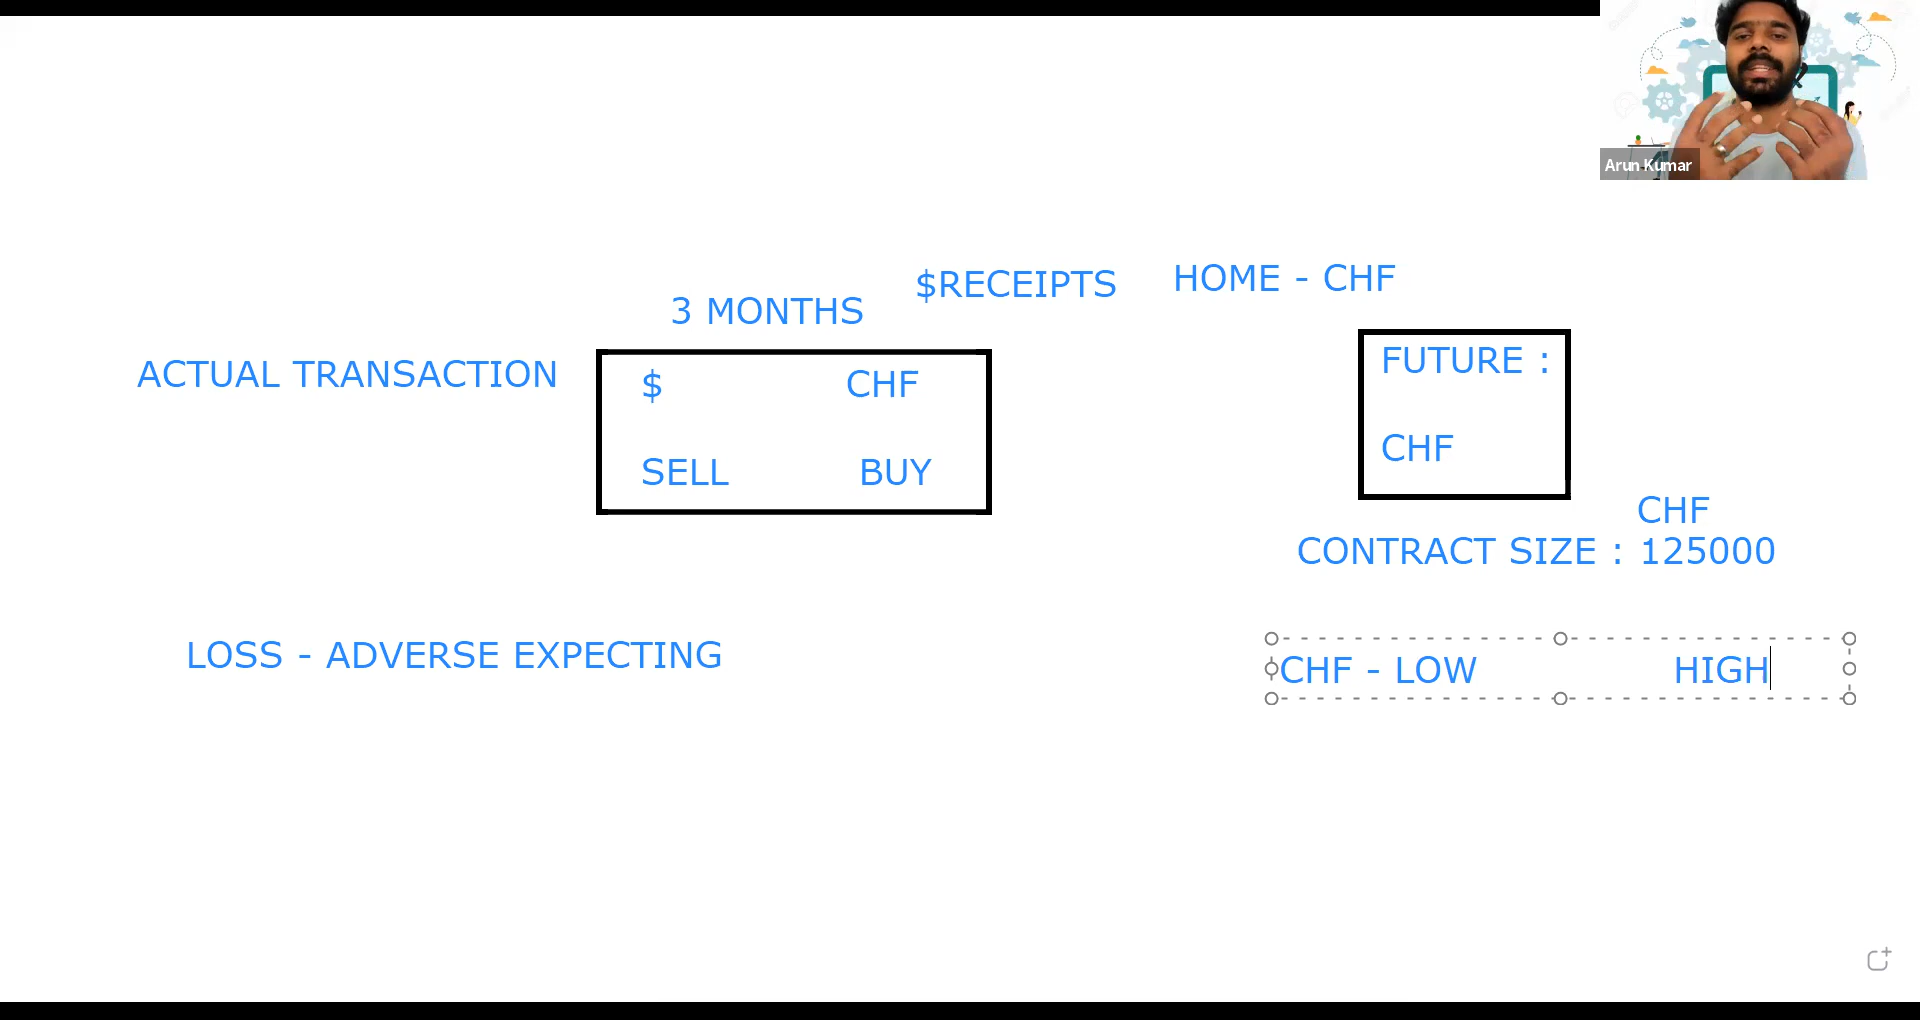 Arun Kumar
$RECEIPTS HOME - CHF
3 MONTHS
ACTUAL TRANSACTION
$ CHF
SELL BUY
FUTURE :
CHF
CHF
CONTRACT SIZE : 125000
LOSS - ADVERSE EXPECTING
CHF - LOW HIGH